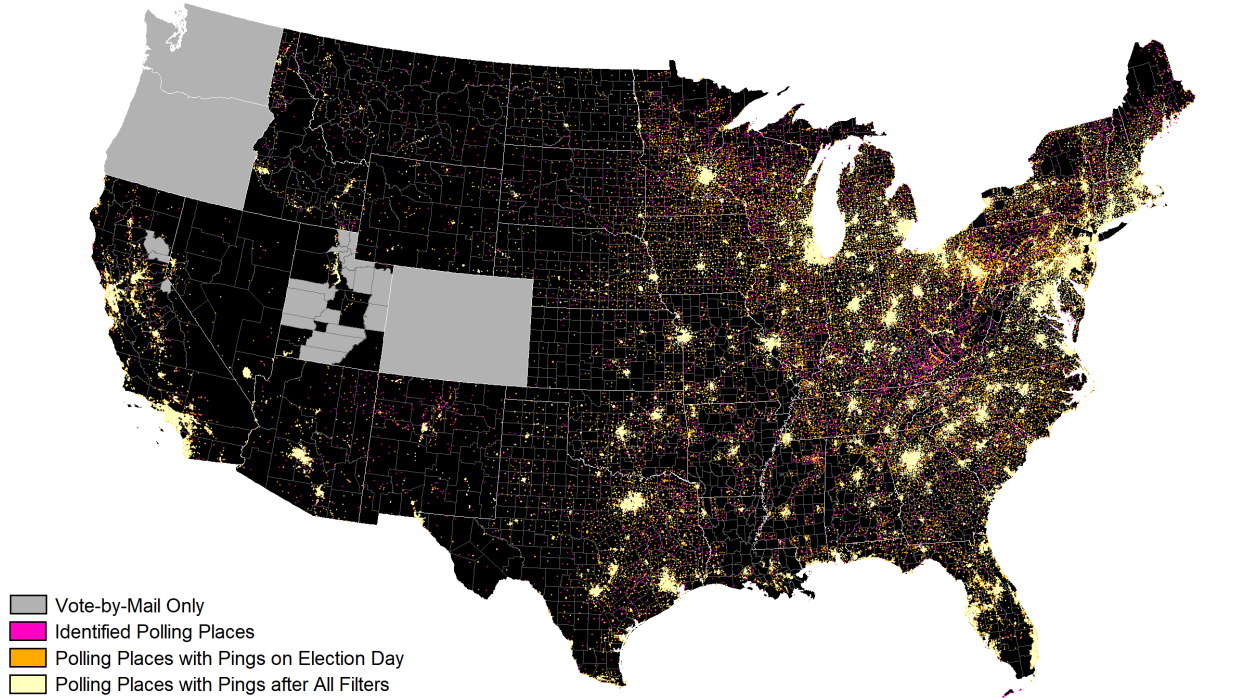 Vote-by-Mail Only
Identified Polling Places
Polling Places with Pings on Election Day
Polling Places with Pings after All Filters